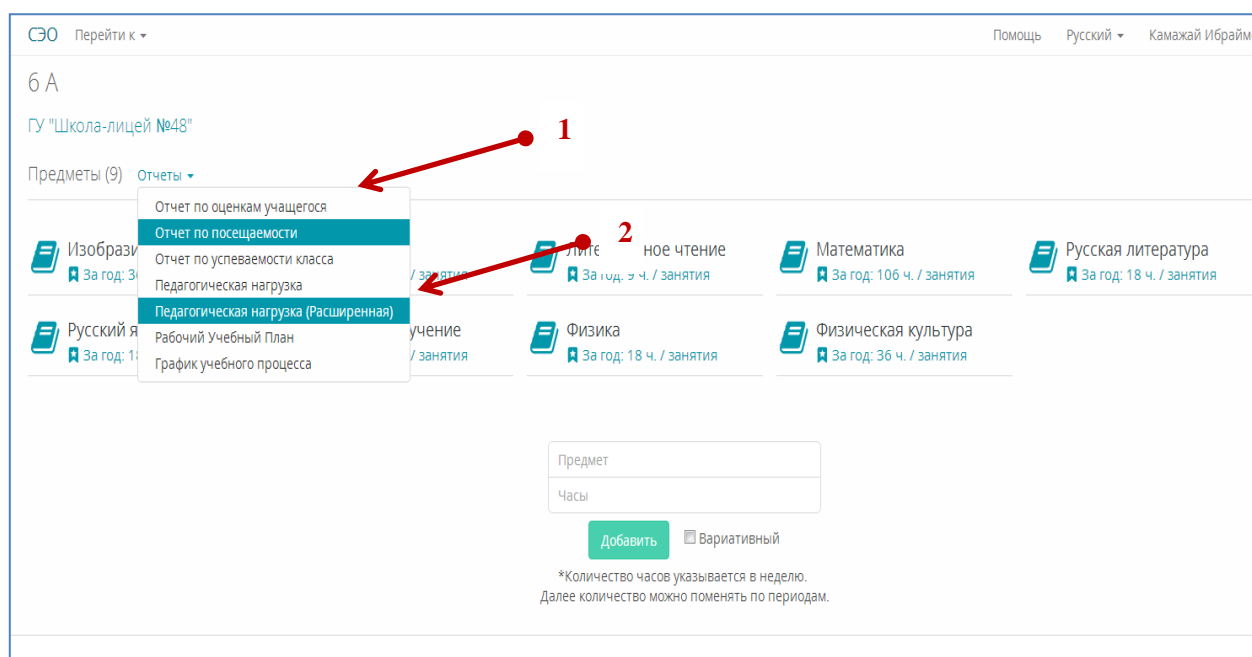 СЭО Перейти к Помощь Русский Камажай Ибрайм
6 А
ГУ "Школа-лицей №48"
1
Предметы (9) Отчеты
Отчет по оценкам учащегося
Отчет по посещаемости
Отчет по успеваемости класса
Педагогическая нагрузка
Педагогическая нагрузка (Расширенная)
Рабочий Учебный План
График учебного процесса
2
Изобрази ное чтение Математика Русская литература
За год: 3 / занятия За год: 9 ч. / занятия За год: 106 ч. / занятия За год: 18 ч. / занятия
Русский я учение Физика Физическая культура
За год: 18 / занятия За год: 18 ч. / занятия За год: 36 ч. / занятия
Предмет
Часы
Добавить Вариативный
*Количество часов указывается в неделю.
Далее количество можно поменять по периодам.